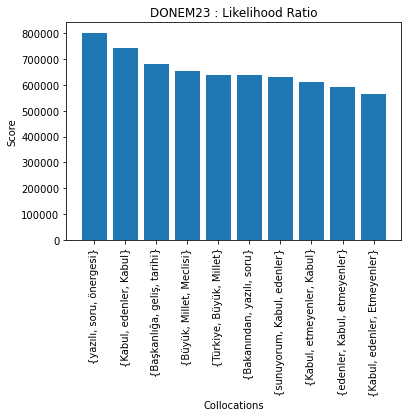 DONEM23 : Likelihood Ratio
Score
800000
700000
600000
500000
400000
300000
200000
100000
0
{yazılı, soru, önergesi}
{Kabul, edenler, Kabul}
{Başkanlığa, geliş, tarihi}
{Büyük, Millet, Meclisi}
{Türkiye, Büyük, Millet}
{Bakanından, yazılı, soru}
{sunuyorum, Kabul, edenler}
{Kabul, etmeyenler, Kabul}
{edenler, Kabul, etmeyenler}
{Kabul, edenler, Etmeyenler}
Collocations